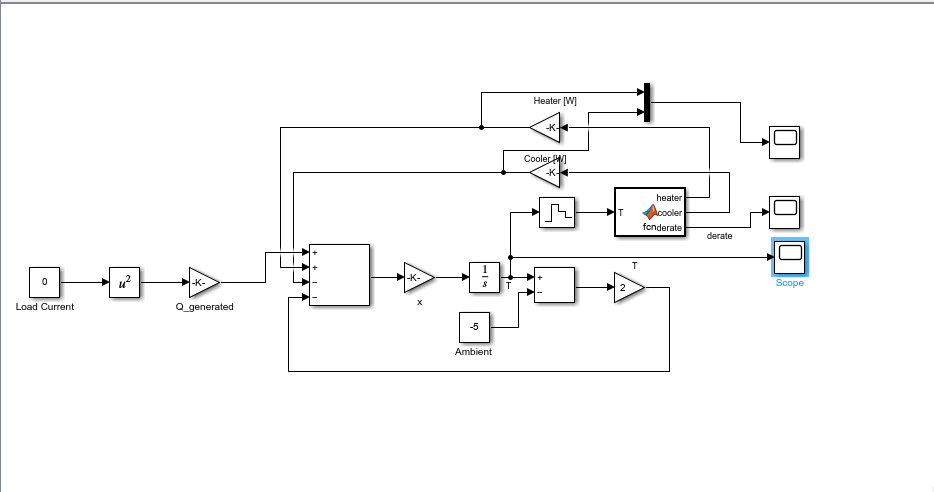 Heater [W]
-K-
Cooler [W]
-K-
heater
T
cooler
fcn
derate
derate
+
+
−
−
0
u²
-K-
-K-
1
s
T
+
−
2
T
Load Current
Q_generated
x
Scope
-5
Ambient